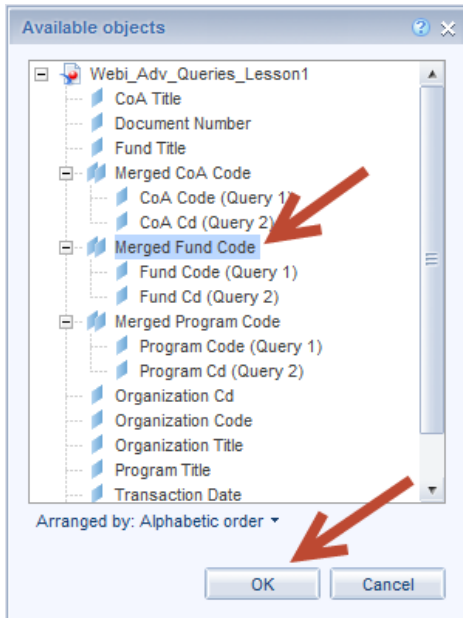 Available objects
Webi_Adv_Queries_Lesson1
CoA Title
Document Number
Fund Title
Merged CoA Code
CoA Code (Query 1)
CoA Cd (Query 2)
Merged Fund Code
Fund Code (Query 1)
Fund Cd (Query 2)
Merged Program Code
Program Code (Query 1)
Program Cd (Query 2)
Organization Cd
Organization Code
Organization Title
Program Title
Transaction Date
Arranged by: Alphabetic order
OK Cancel